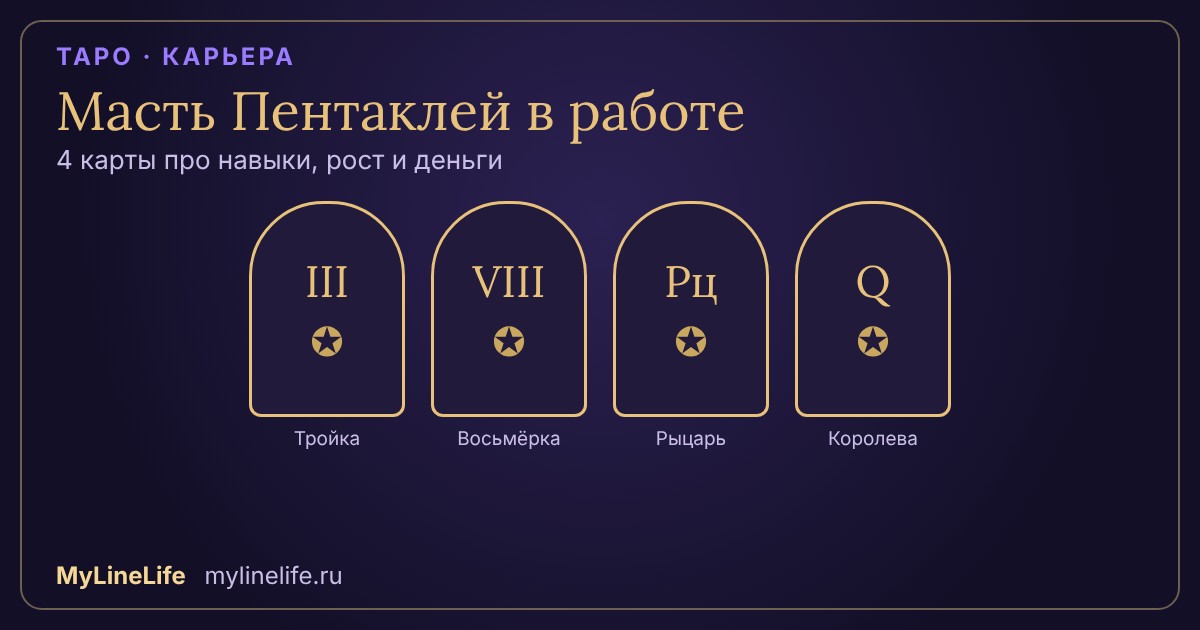 ТАРО · КАРЬЕРА
Масть Пентаклей в работе
4 карты про навыки, рост и деньги
III VIII Рц Q
Тройка Восьмёрка Рыцарь Королева
MyLineLife mylinelife.ru